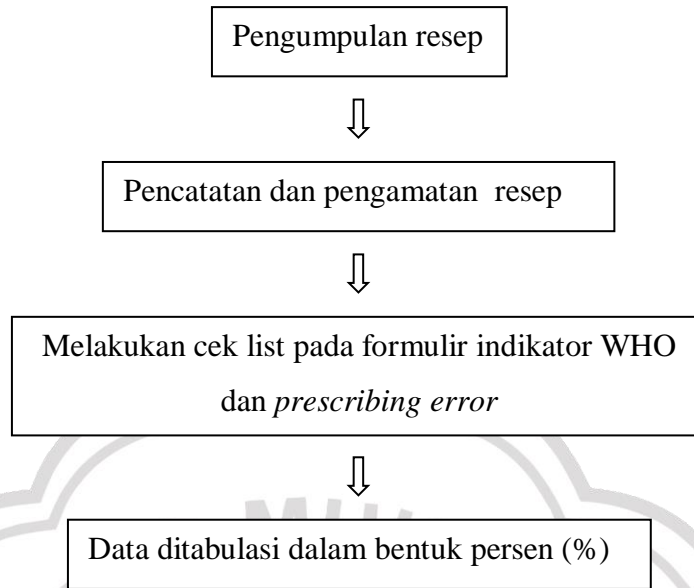 Pengumpulan resep
Pencatatan dan pengamatan resep
Melakukan cek list pada formulir indikator WHO
dan prescribing error
Data ditabulasi dalam bentuk persen (%)